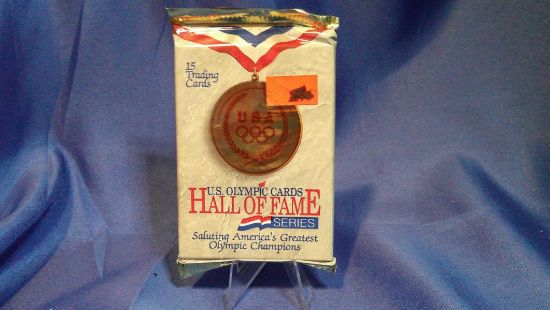 15
Trading
Cards
USA
U.S. OLYMPIC CARDS
HALL OF FAME
SERIES
Saluting America's Greatest
Olympic Champions